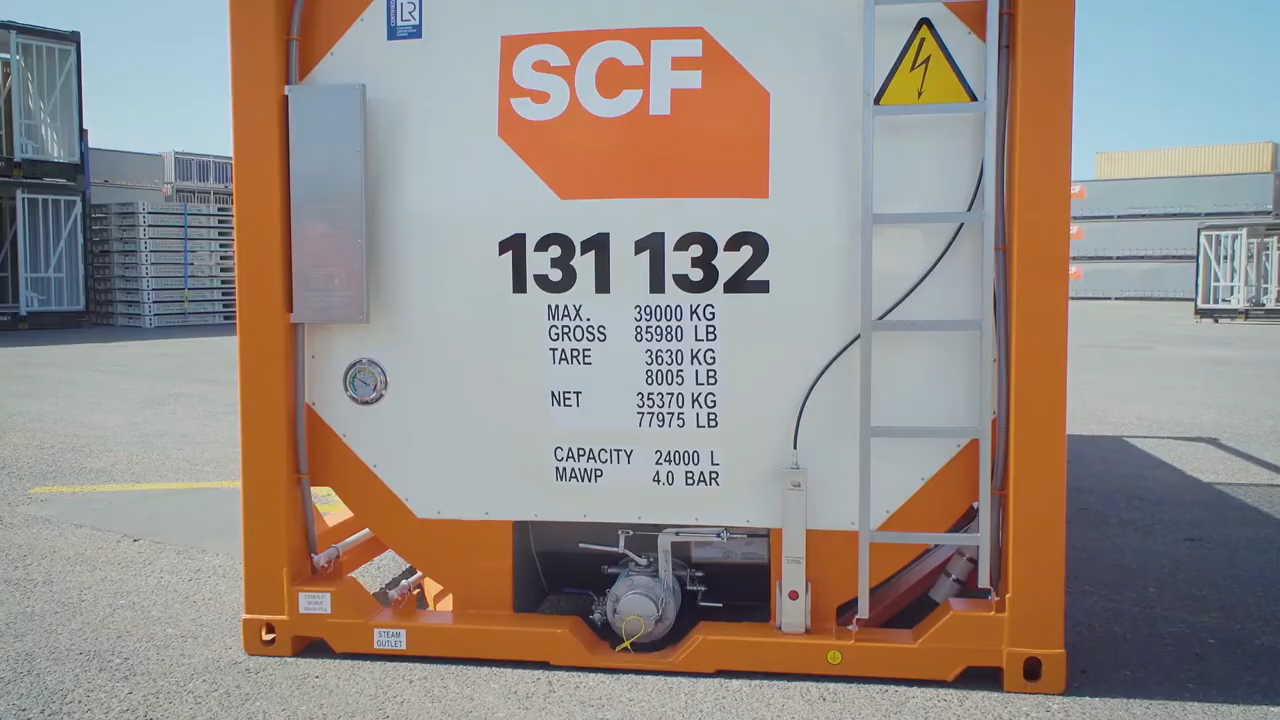 LR
SCF
131 132
MAX. 39000 KG
GROSS 85980 LB
TARE 3630 KG
8005 LB
NET 35370 KG
77975 LB
CAPACITY 24000 L
MAWP 4.0 BAR
STEAM
OUTLET